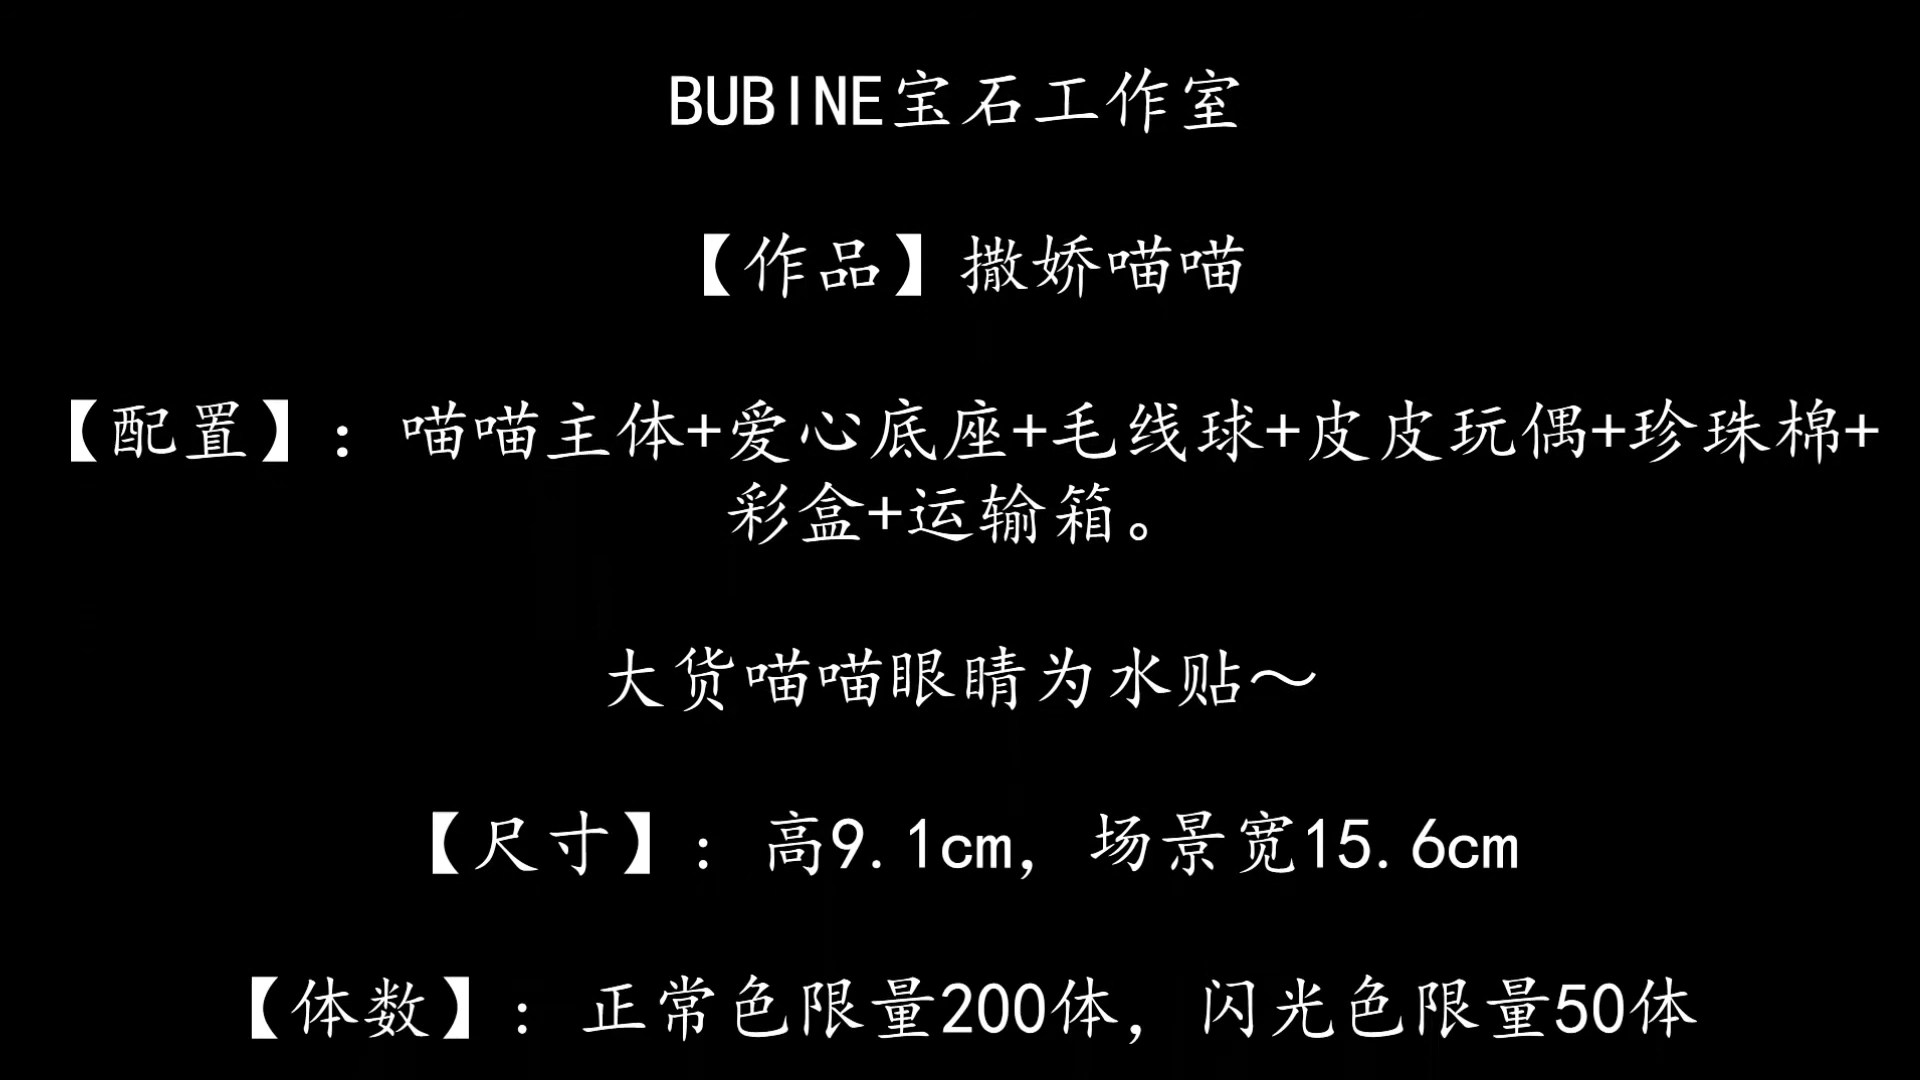 BUBINE宝石工作室
【作品】撒娇喵喵
【配置】：喵喵主体+爱心底座+毛线球+皮皮玩偶+珍珠棉+
彩盒+运输箱。
大货喵喵眼睛为水贴～
【尺寸】：高9.1cm，场景宽15.6cm
【体数】：正常色限量200体，闪光色限量50体